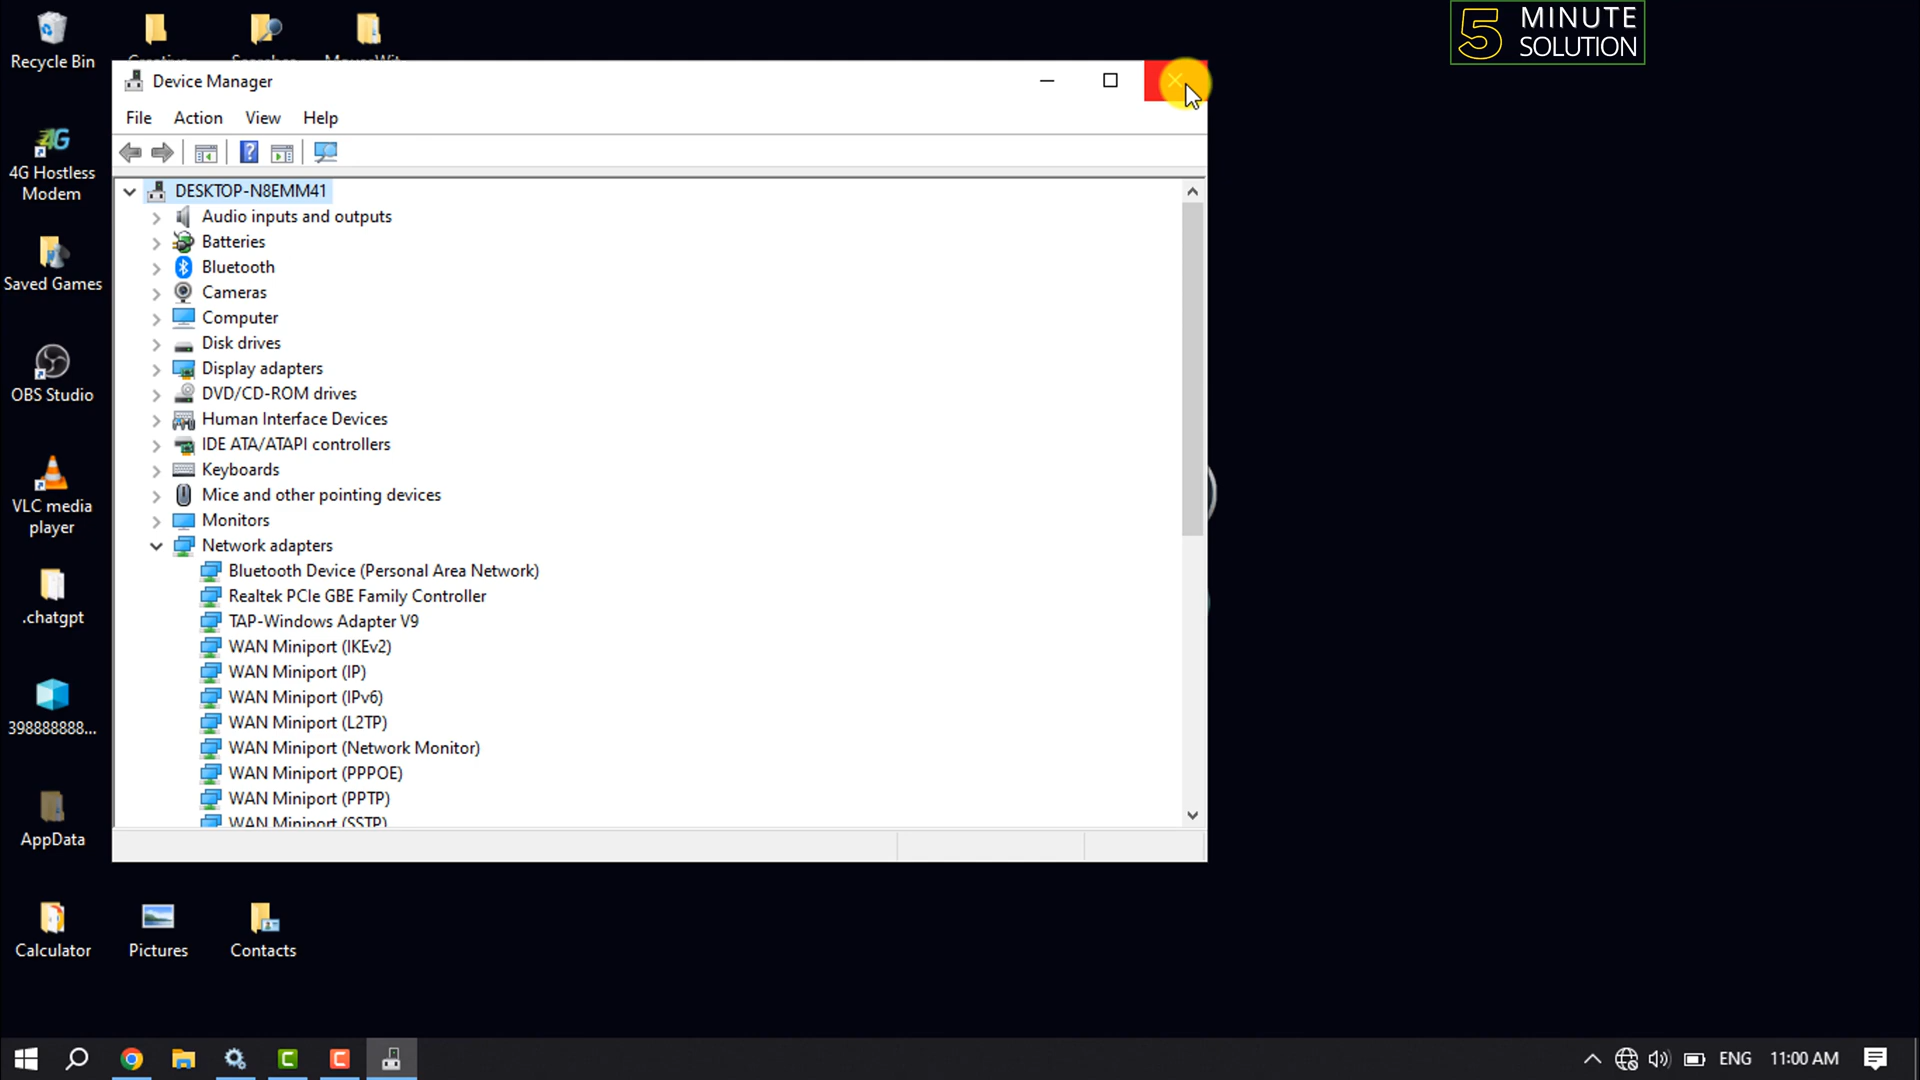 5 MINUTE
SOLUTION
Recycle Bin
Device Manager
File Action View Help
4G Hostless
Modem
Saved Games
OBS Studio
VLC media
player
.chatgpt
398888888...
AppData
Calculator
Pictures
Contacts
DESKTOP-N8EMM41
Audio inputs and outputs
Batteries
Bluetooth
Cameras
Computer
Disk drives
Display adapters
DVD/CD-ROM drives
Human Interface Devices
IDE ATA/ATAPI controllers
Keyboards
Mice and other pointing devices
Monitors
Network adapters
Bluetooth Device (Personal Area Network)
Realtek PCIe GBE Family Controller
TAP-Windows Adapter V9
WAN Miniport (IKEv2)
WAN Miniport (IP)
WAN Miniport (IPv6)
WAN Miniport (L2TP)
WAN Miniport (Network Monitor)
WAN Miniport (PPPOE)
WAN Miniport (PPTP)
WAN Miniport (SSTP)
ENG 11:00 AM